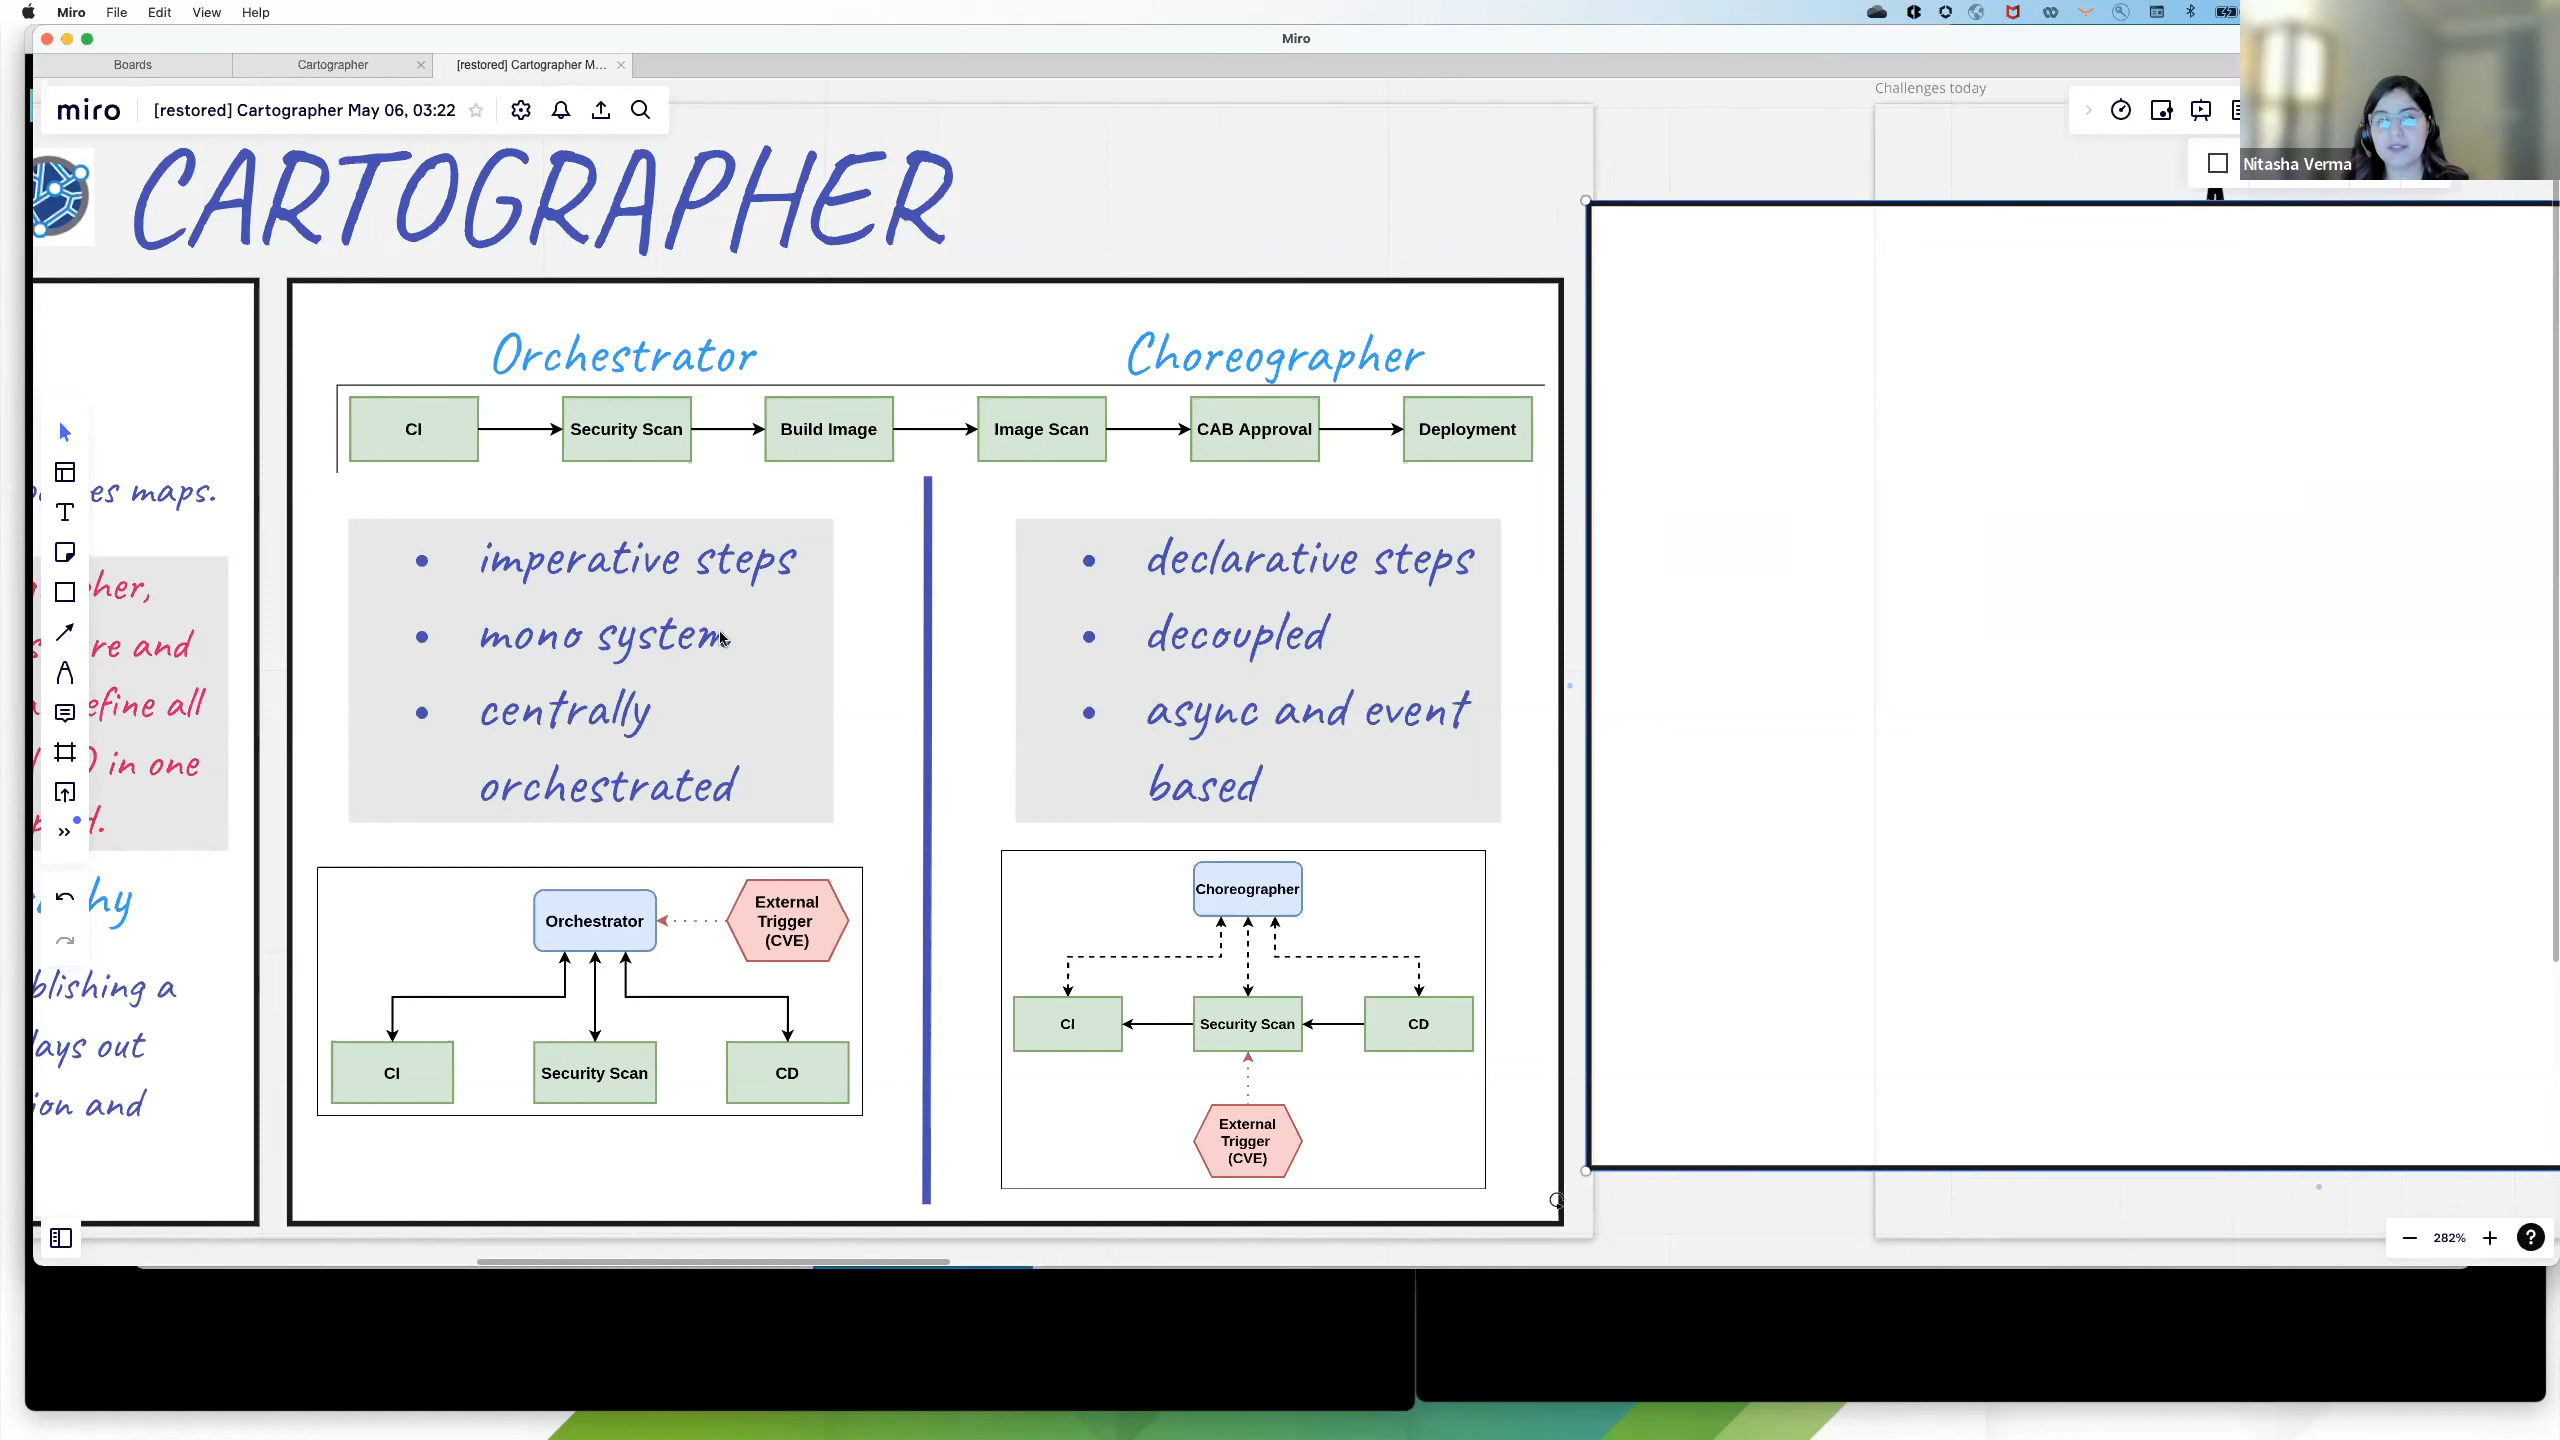 Miro File Edit View Help
Miro
Boards
Cartographer
[restored] Cartographer M...
miro
[restored] Cartographer May 06, 03:22
Challenges today
Nitasha Verma
CARTOGRAPHER
Orchestrator
Choreographer
CI
Security Scan
Build Image
Image Scan
CAB Approval
Deployment
es maps.
her,
re and
efine all
in one
d.
hy
blishing a
lays out
ion and
imperative steps
mono system
centrally
orchestrated
declarative steps
decoupled
async and event
based
Orchestrator
External
Trigger
(CVE)
CI
Security Scan
CD
Choreographer
CI
Security Scan
CD
External
Trigger
(CVE)
282%